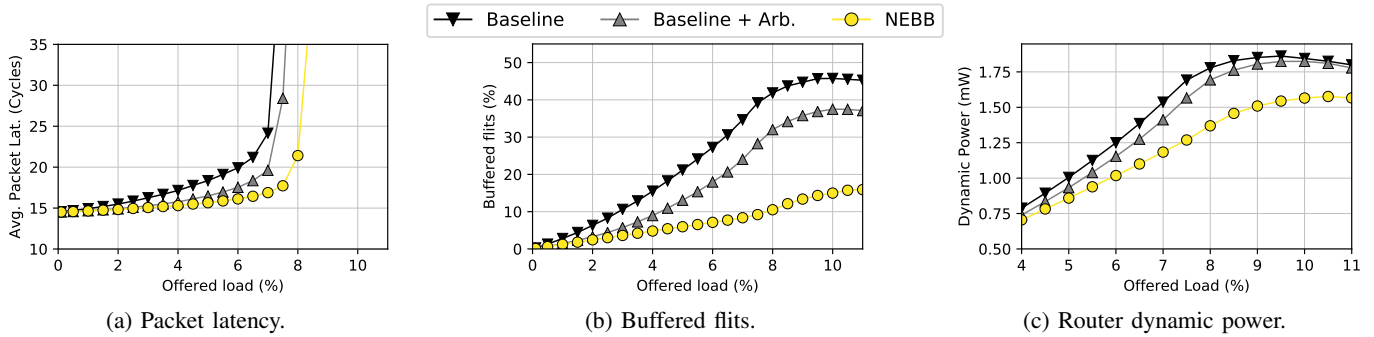 Baseline Baseline + Arb. NEBB
Avg. Packet Lat. (Cycles)
35
30
25
20
15
10
0 2 4 6 8 10
Offered load (%)
(a) Packet latency.
Buffered flits (%)
50
40
30
20
10
0
0 2 4 6 8 10
Offered load (%)
(b) Buffered flits.
Dynamic Power (mW)
1.75
1.50
1.25
1.00
0.75
0.50
4 5 6 7 8 9 10 11
Offered Load (%)
(c) Router dynamic power.